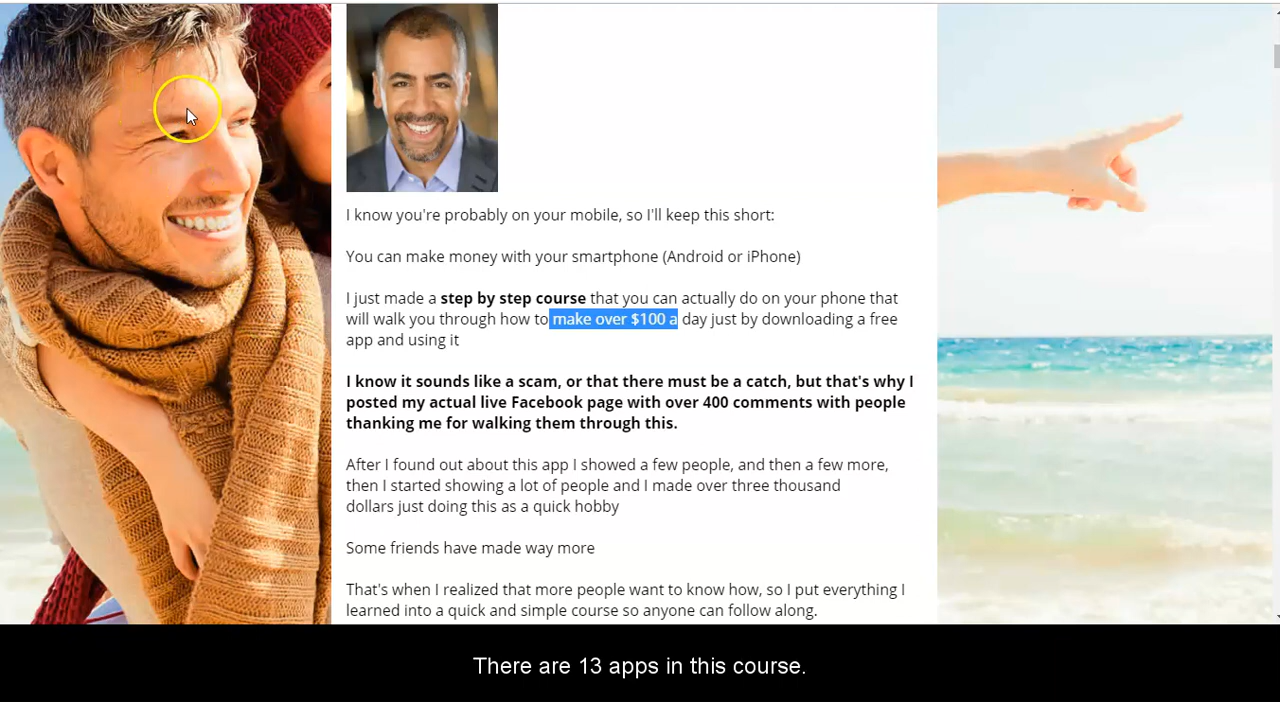 I know you're probably on your mobile, so I'll keep this short:
You can make money with your smartphone (Android or iPhone)
I just made a step by step course that you can actually do on your phone that
will walk you through how to make over $100 a day just by downloading a free
app and using it
I know it sounds like a scam, or that there must be a catch, but that's why I
posted my actual live Facebook page with over 400 comments with people
thanking me for walking them through this.
After I found out about this app I showed a few people, and then a few more,
then I started showing a lot of people and I made over three thousand
dollars just doing this as a quick hobby
Some friends have made way more
That's when I realized that more people want to know how, so I put everything I
learned into a quick and simple course so anyone can follow along.
There are 13 apps in this course.